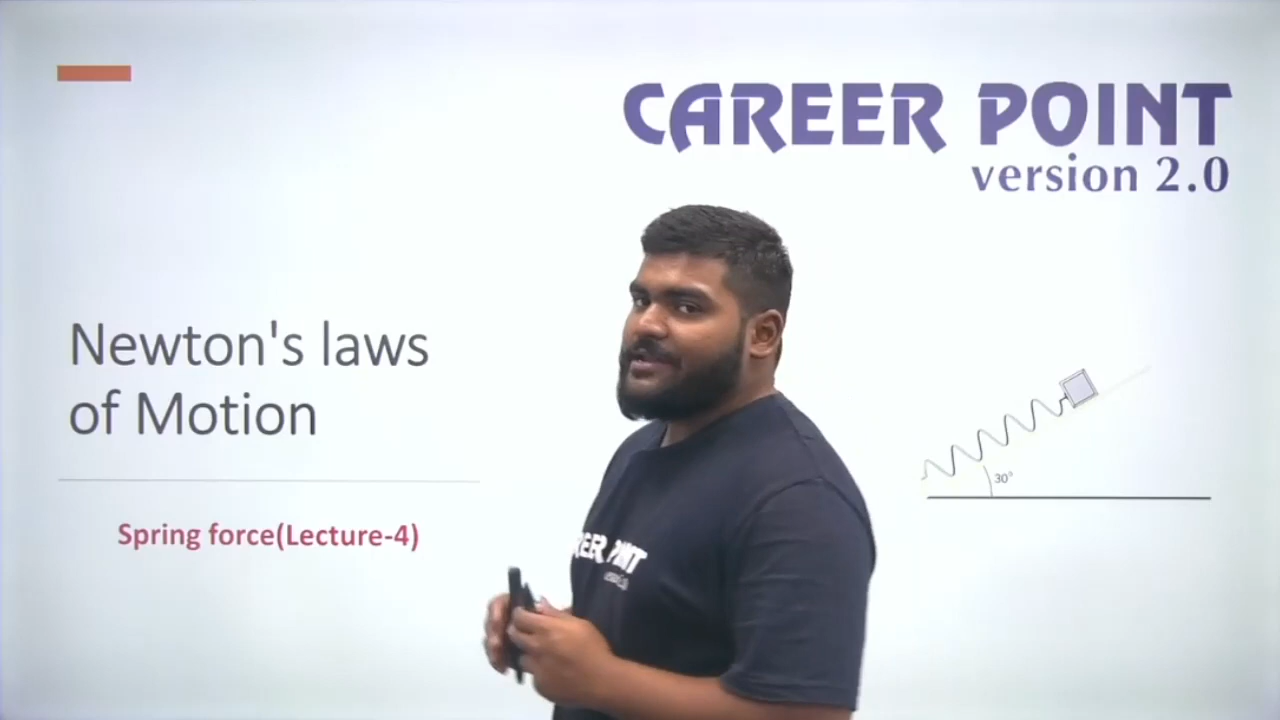 CAREER POINT
version 2.0
Newton's laws
of Motion
Spring force(Lecture-4)
30°